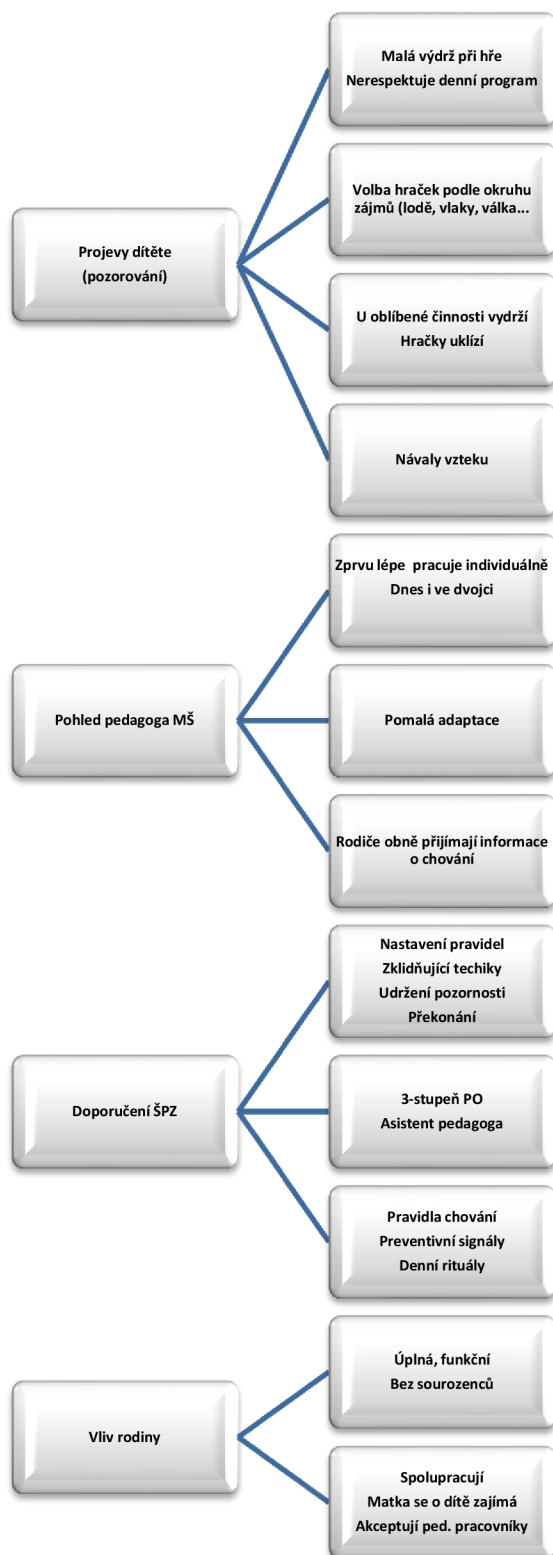 Malá výdrž při hře
Nerespektuje denní program
Volba hraček podle okruhu
zájmů (lodě, vlaky, válka...
Projevy dítěte
(pozorování)
U oblíbené činnosti vydrží
Hračky uklízí
Návaly vzteku
Zprvu lépe pracuje individuálně
Dnes i ve dvojci
Pohled pedagoga MŠ
Pomalá adaptace
Rodiče obně přijímají informace
o chování
Nastavení pravidel
Zklidňující techiky
Udržení pozornosti
Překonání
Doporučení ŠPZ
3-stupeň PO
Asistent pedagoga
Pravidla chování
Preventivní signály
Denní rituály
Úplná, funkční
Bez sourozenců
Vliv rodiny
Spolupracují
Matka se o dítě zajímá
Akceptují ped. pracovníky